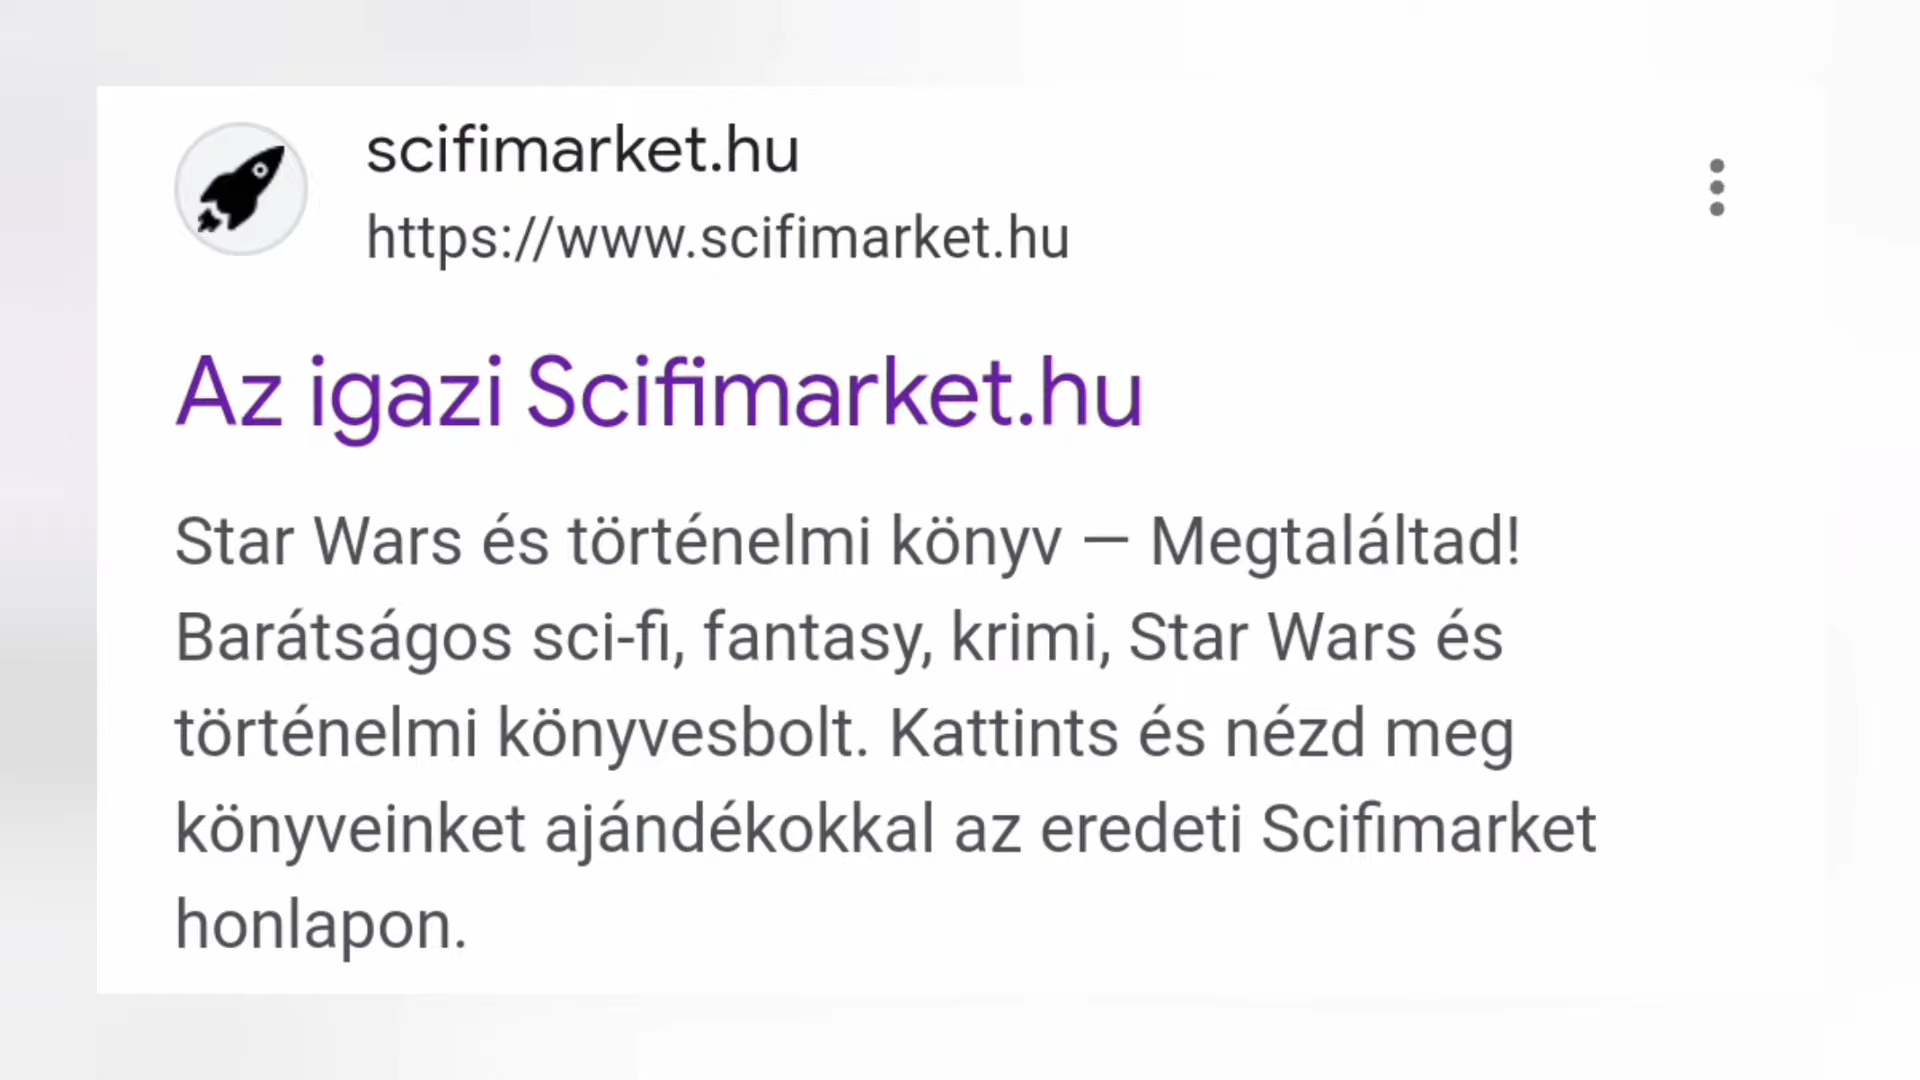 scifimarket.hu
https://www.scifimarket.hu
Az igazi Scifimarket.hu
Star Wars és történelmi könyv — Megtaláltad!
Barátságos sci-fi, fantasy, krimi, Star Wars és
történelmi könyvesbolt. Kattints és nézd meg
könyveinket ajándékokkal az eredeti Scifimarket
honlapon.